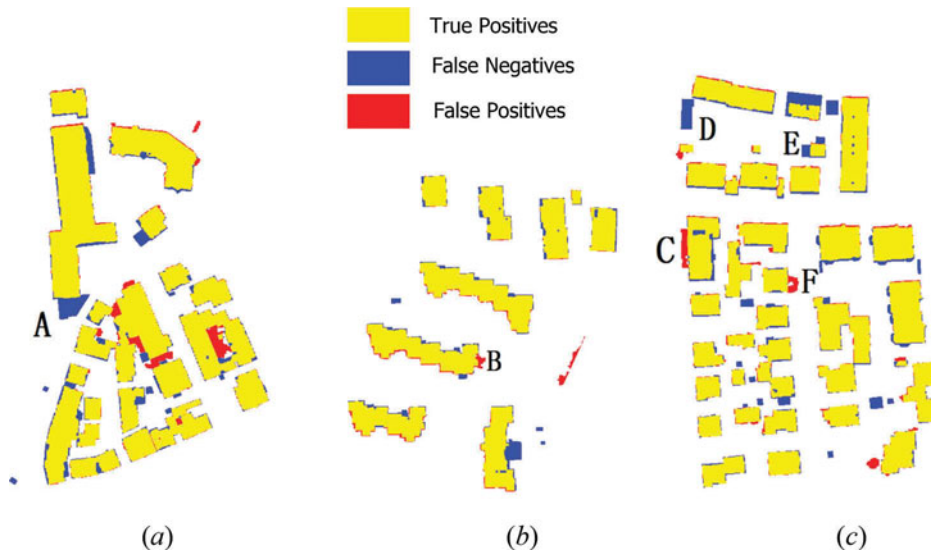 True Positives
False Negatives
False Positives
D
E
C
F
A
B
(a)
(b)
(c)